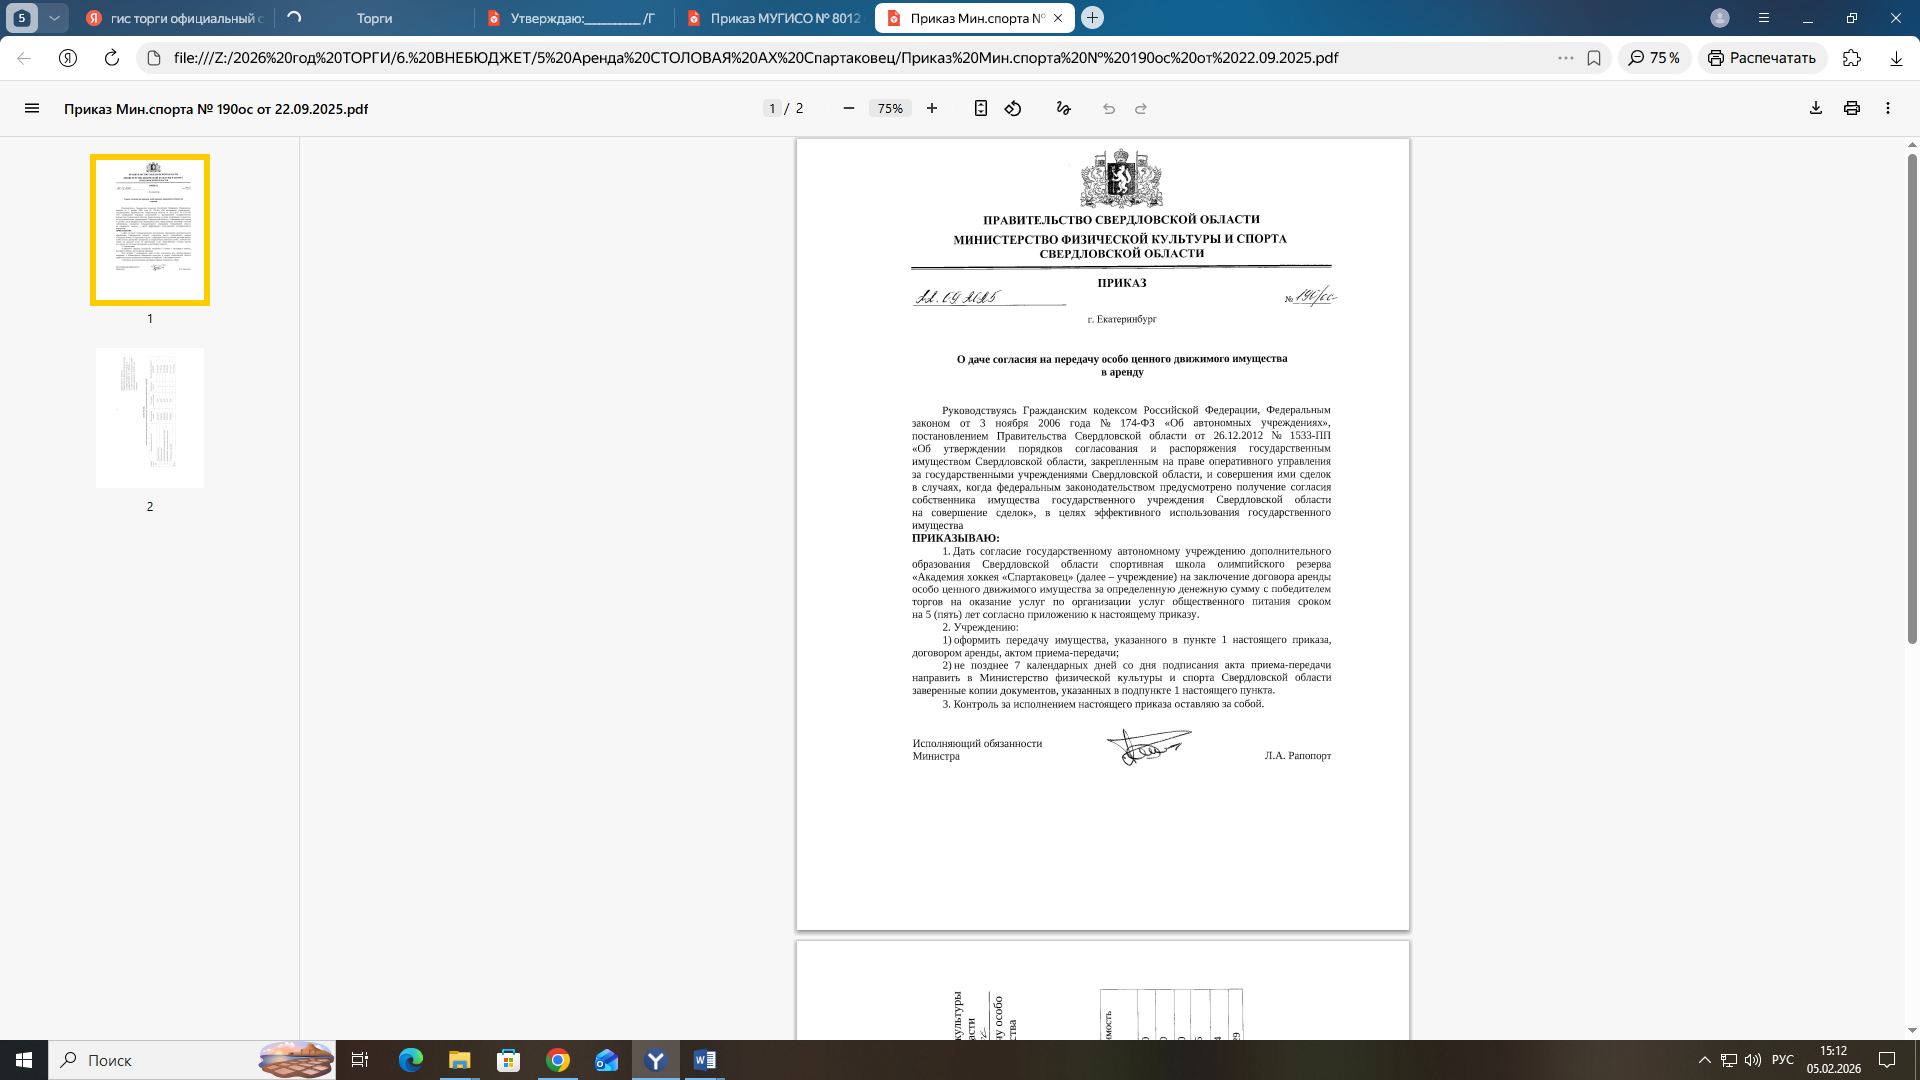 5
гис торги официальный с
Торги
Утверждаю:__________ /Г
Приказ МУГИСО № 8012
Приказ Мин.спорта №
file:///Z:/2026%20год%20ТОРГИ/6.%20ВНЕБЮДЖЕТ/5%20Аренда%20СТОЛОВАЯ%20АХ%20Спартаковец/Приказ%20Мин.спорта%20№%20190ос%20от%2022.09.2025.pdf
75 %
Распечатать
Приказ Мин.спорта № 190ос от 22.09.2025.pdf
1 / 2
75%
1
2
ПРАВИТЕЛЬСТВО СВЕРДЛОВСКОЙ ОБЛАСТИ
МИНИСТЕРСТВО ФИЗИЧЕСКОЙ КУЛЬТУРЫ И СПОРТА
СВЕРДЛОВСКОЙ ОБЛАСТИ
ПРИКАЗ
22.09.2025
№ 190/ос
г. Екатеринбург
О даче согласия на передачу особо ценного движимого имущества
в аренду
Руководствуясь Гражданским кодексом Российской Федерации, Федеральным
законом от 3 ноября 2006 года № 174-ФЗ «Об автономных учреждениях»,
постановлением Правительства Свердловской области от 26.12.2012 № 1533-ПП
«Об утверждении порядков согласования и распоряжения государственным
имуществом Свердловской области, закрепленным на праве оперативного управления
за государственными учреждениями Свердловской области, и совершения ими сделок
в случаях, когда федеральным законодательством предусмотрено получение согласия
собственника имущества государственного учреждения Свердловской области
на совершение сделок», в целях эффективного использования государственного
имущества
ПРИКАЗЫВАЮ:
1. Дать согласие государственному автономному учреждению дополнительного
образования Свердловской области спортивная школа олимпийского резерва
«Академия хоккея «Спартаковец» (далее – учреждение) на заключение договора аренды
особо ценного движимого имущества за определенную денежную сумму с победителем
торгов на оказание услуг по организации услуг общественного питания сроком
на 5 (пять) лет согласно приложению к настоящему приказу.
2. Учреждению:
1) оформить передачу имущества, указанного в пункте 1 настоящего приказа,
договором аренды, актом приема-передачи;
2) не позднее 7 календарных дней со дня подписания акта приема-передачи
направить в Министерство физической культуры и спорта Свердловской области
заверенные копии документов, указанных в подпункте 1 настоящего пункта.
3. Контроль за исполнением настоящего приказа оставляю за собой.
Исполняющий обязанности
Министра
Л.А. Рапопорт
Поиск
РУС
15:12
05.02.2026